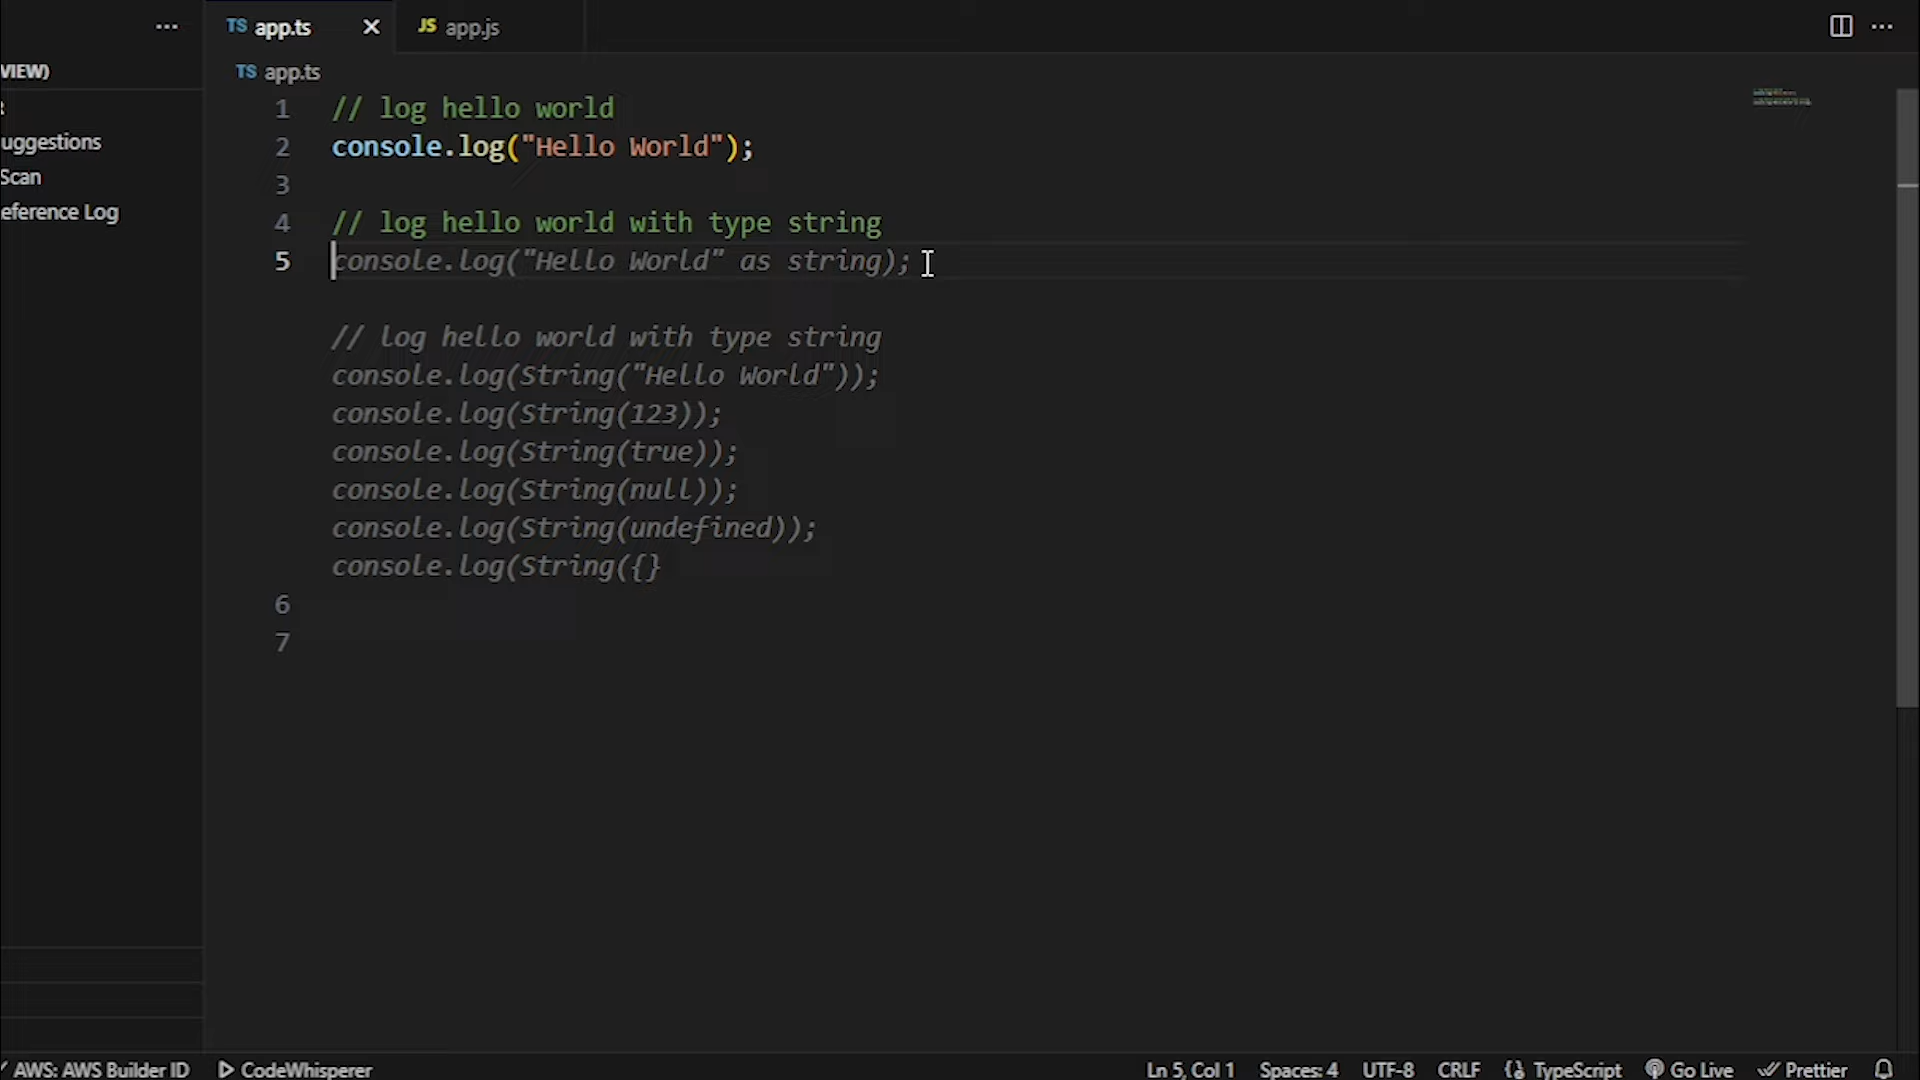 ··· TS app.ts × JS app.js ···
VIEW) TS app.ts
1 // log hello world
uggestions
2 console.log("Hello World");
Scan
3
eference Log
4 // log hello world with type string
5 console.log("Hello World" as string);
// log hello world with type string
console.log(String("Hello World"));
console.log(String(123));
console.log(String(true));
console.log(String(null));
console.log(String(undefined));
console.log(String({}
6
7
AWS: AWS Builder ID CodeWhisperer Ln 5, Col 1 Spaces: 4 UTF-8 CRLF TypeScript Go Live Prettier